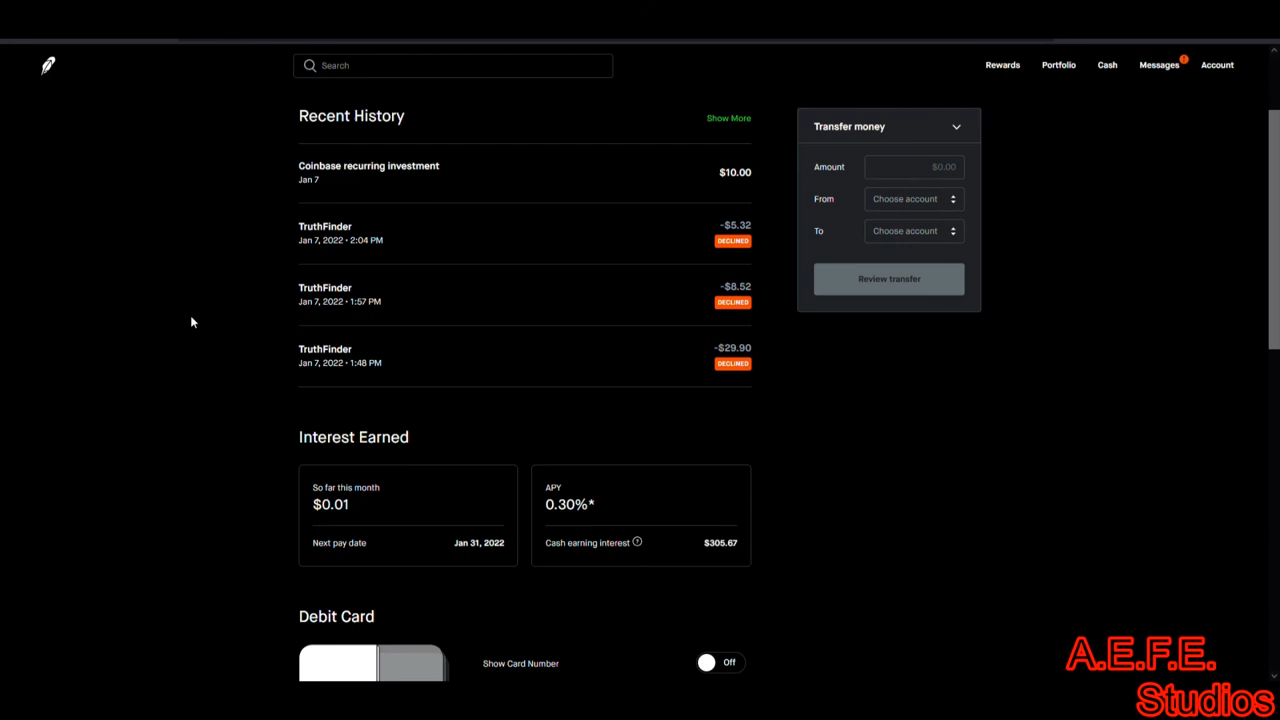 Search
Rewards Portfolio Cash Messages ! Account
Recent History Show More
Coinbase recurring investment
Jan 7
$10.00
TruthFinder
Jan 7, 2022 • 2:04 PM
-$5.32
DECLINED
TruthFinder
Jan 7, 2022 • 1:57 PM
-$8.52
DECLINED
TruthFinder
Jan 7, 2022 • 1:48 PM
-$29.90
DECLINED
Transfer money
Amount $0.00
From Choose account
To Choose account
Review transfer
Interest Earned
So far this month
$0.01
Next pay date Jan 31, 2022
APY
0.30%*
Cash earning interest ? $305.67
Debit Card
Show Card Number Off
A.E.F.E.
Studios